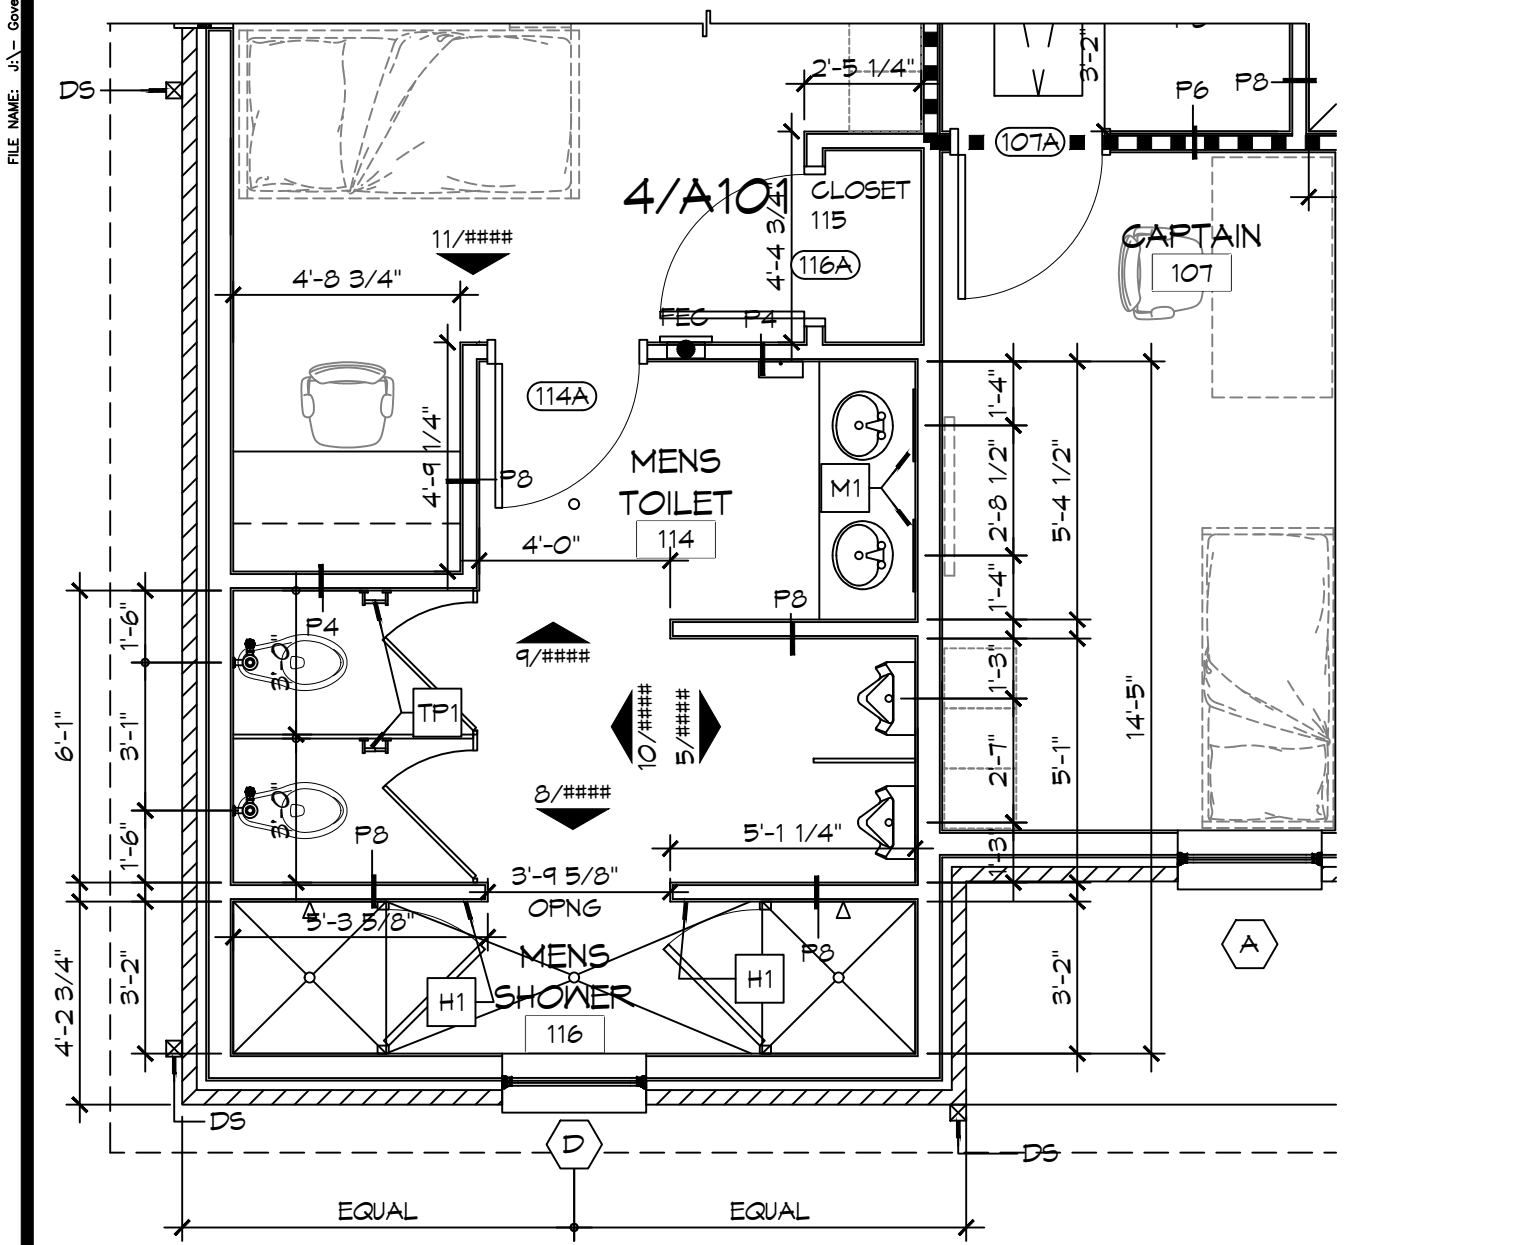 FILE NAME: J:\- Gove
DS
2'-5 1/4"
3'-2"
P6
P8
107A
4/A101
CLOSET
115
4'-4 3/4"
116A
CAPTAIN
107
11/####
4'-8 3/4"
FEC
P4
114A
4'-9 1/4"
P8
MENS
TOILET
114
M1
4'-0"
1'-4"
2'-8 1/2"
1'-4"
5'-4 1/2"
14'-5"
P8
P4
1'-6"
3'-0"
9/####
TP1
10/####
5/####
1'-3"
6'-1"
3'-1"
2'-7"
5'-1"
3'-0"
8/####
P8
5'-1 1/4"
1'-6"
1'-3"
3'-9 5/8"
OPNG
5'-3 5/8"
MENS
SHOWER
116
P8
H1
H1
A
4'-2 3/4"
3'-2"
3'-2"
DS
D
DS
EQUAL
EQUAL